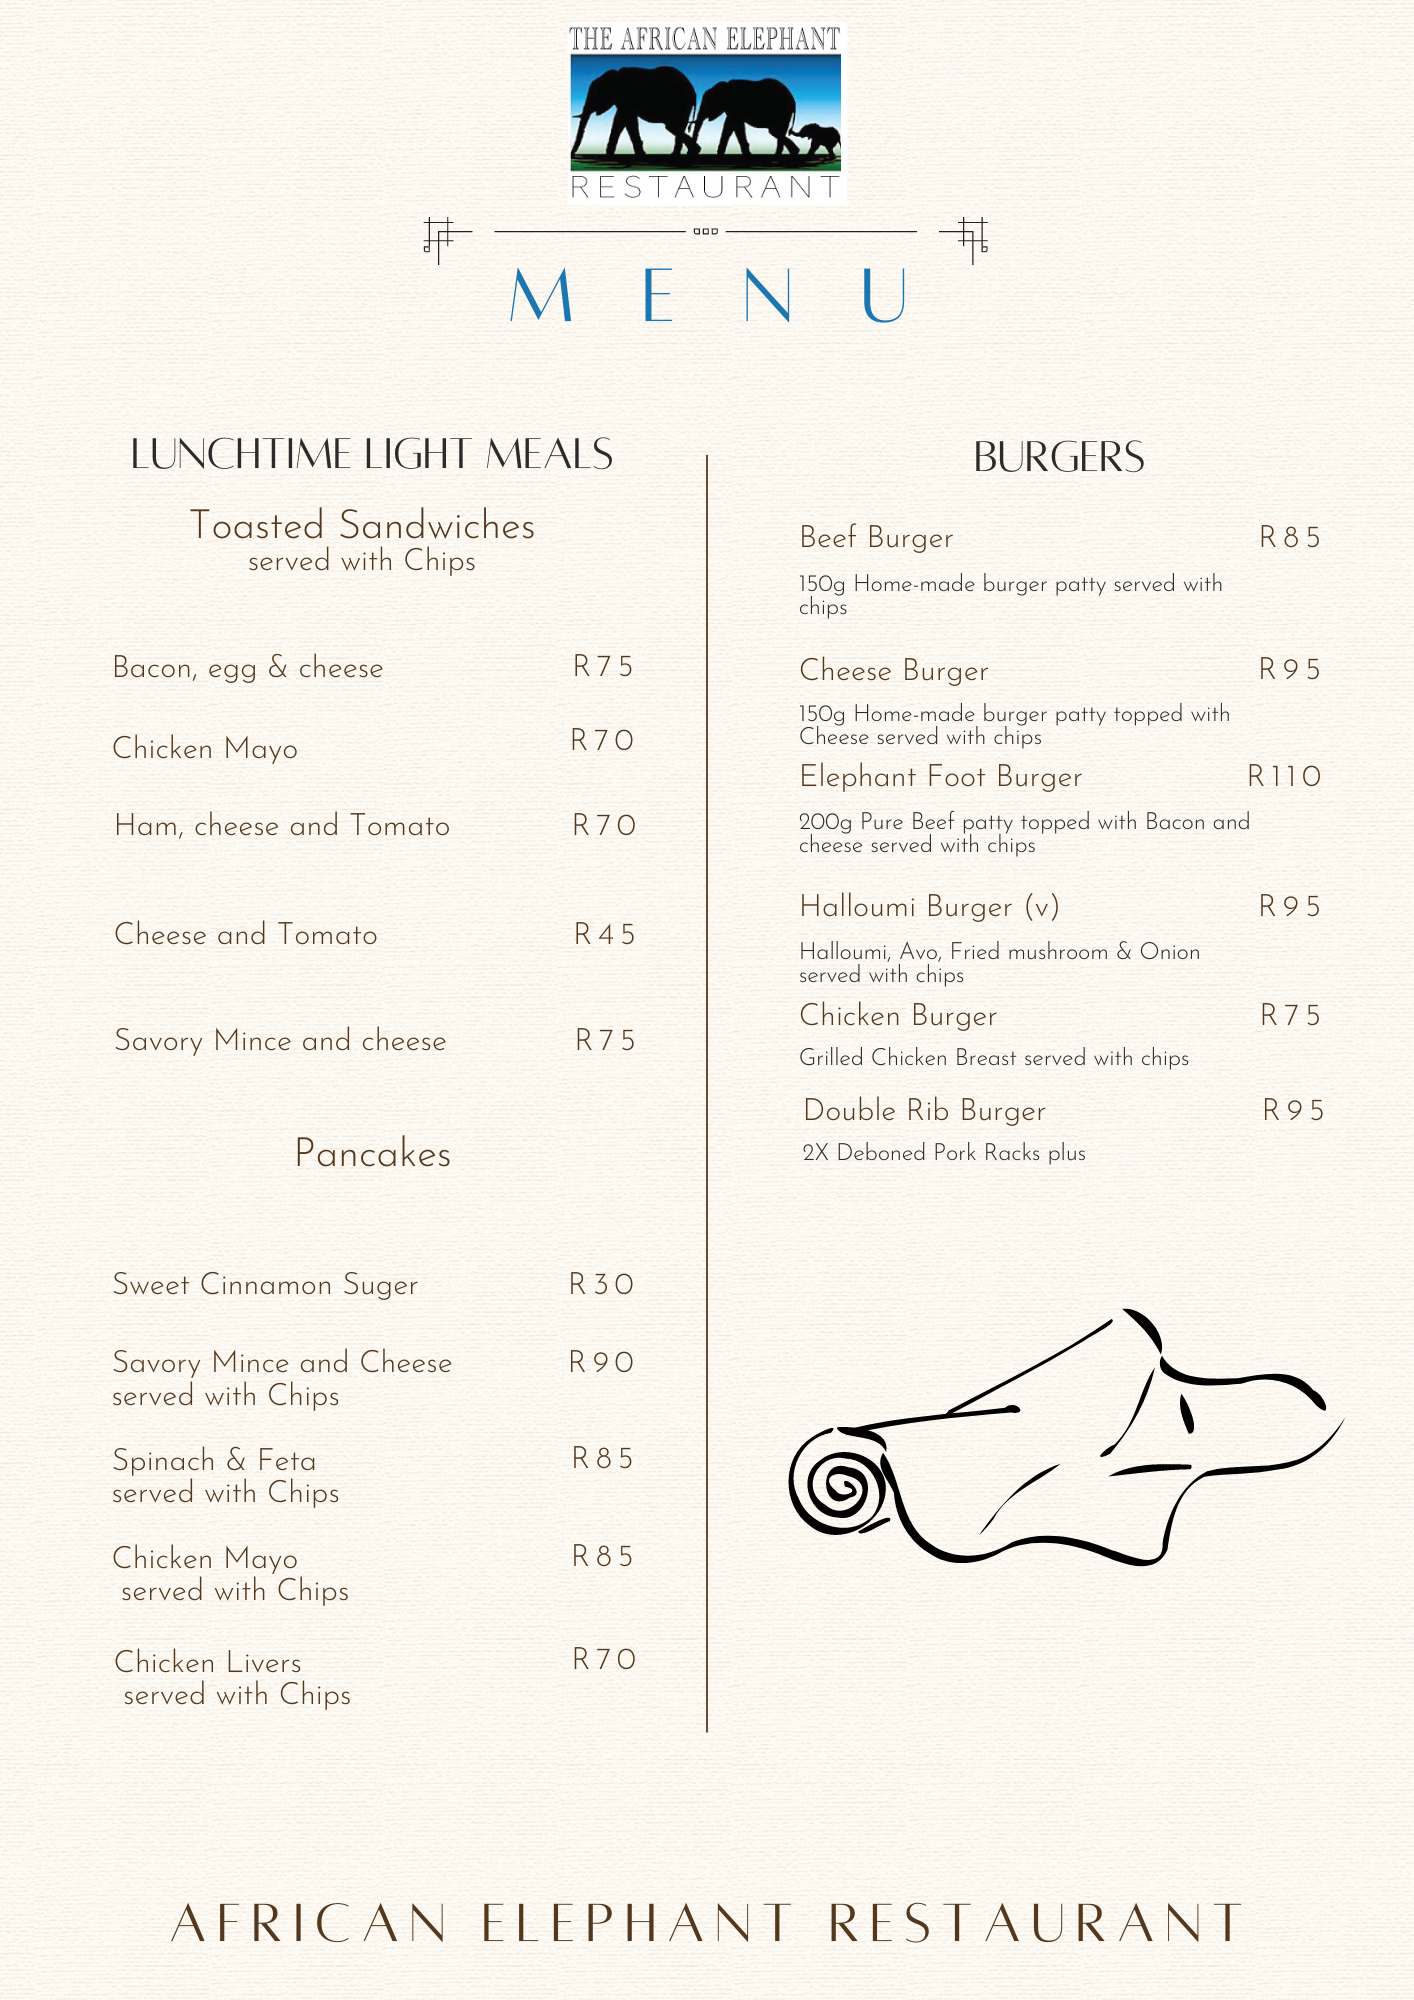 THE AFRICAN ELEPHANT
RESTAURANT
MENU
LUNCHTIME LIGHT MEALS
Toasted Sandwiches
served with Chips
Bacon, egg & cheese R75
Chicken Mayo R70
Ham, cheese and Tomato R70
Cheese and Tomato R45
Savory Mince and cheese R75
Pancakes
Sweet Cinnamon Suger R30
Savory Mince and Cheese R90
served with Chips
Spinach & Feta R85
served with Chips
Chicken Mayo R85
served with Chips
Chicken Livers R70
served with Chips
BURGERS
Beef Burger R85
150g Home-made burger patty served with
chips
Cheese Burger R95
150g Home-made burger patty topped with
Cheese served with chips
Elephant Foot Burger R110
200g Pure Beef patty topped with Bacon and
cheese served with chips
Halloumi Burger (v) R95
Halloumi, Avo, Fried mushroom & Onion
served with chips
Chicken Burger R75
Grilled Chicken Breast served with chips
Double Rib Burger R95
2X Deboned Pork Racks plus
AFRICAN ELEPHANT RESTAURANT